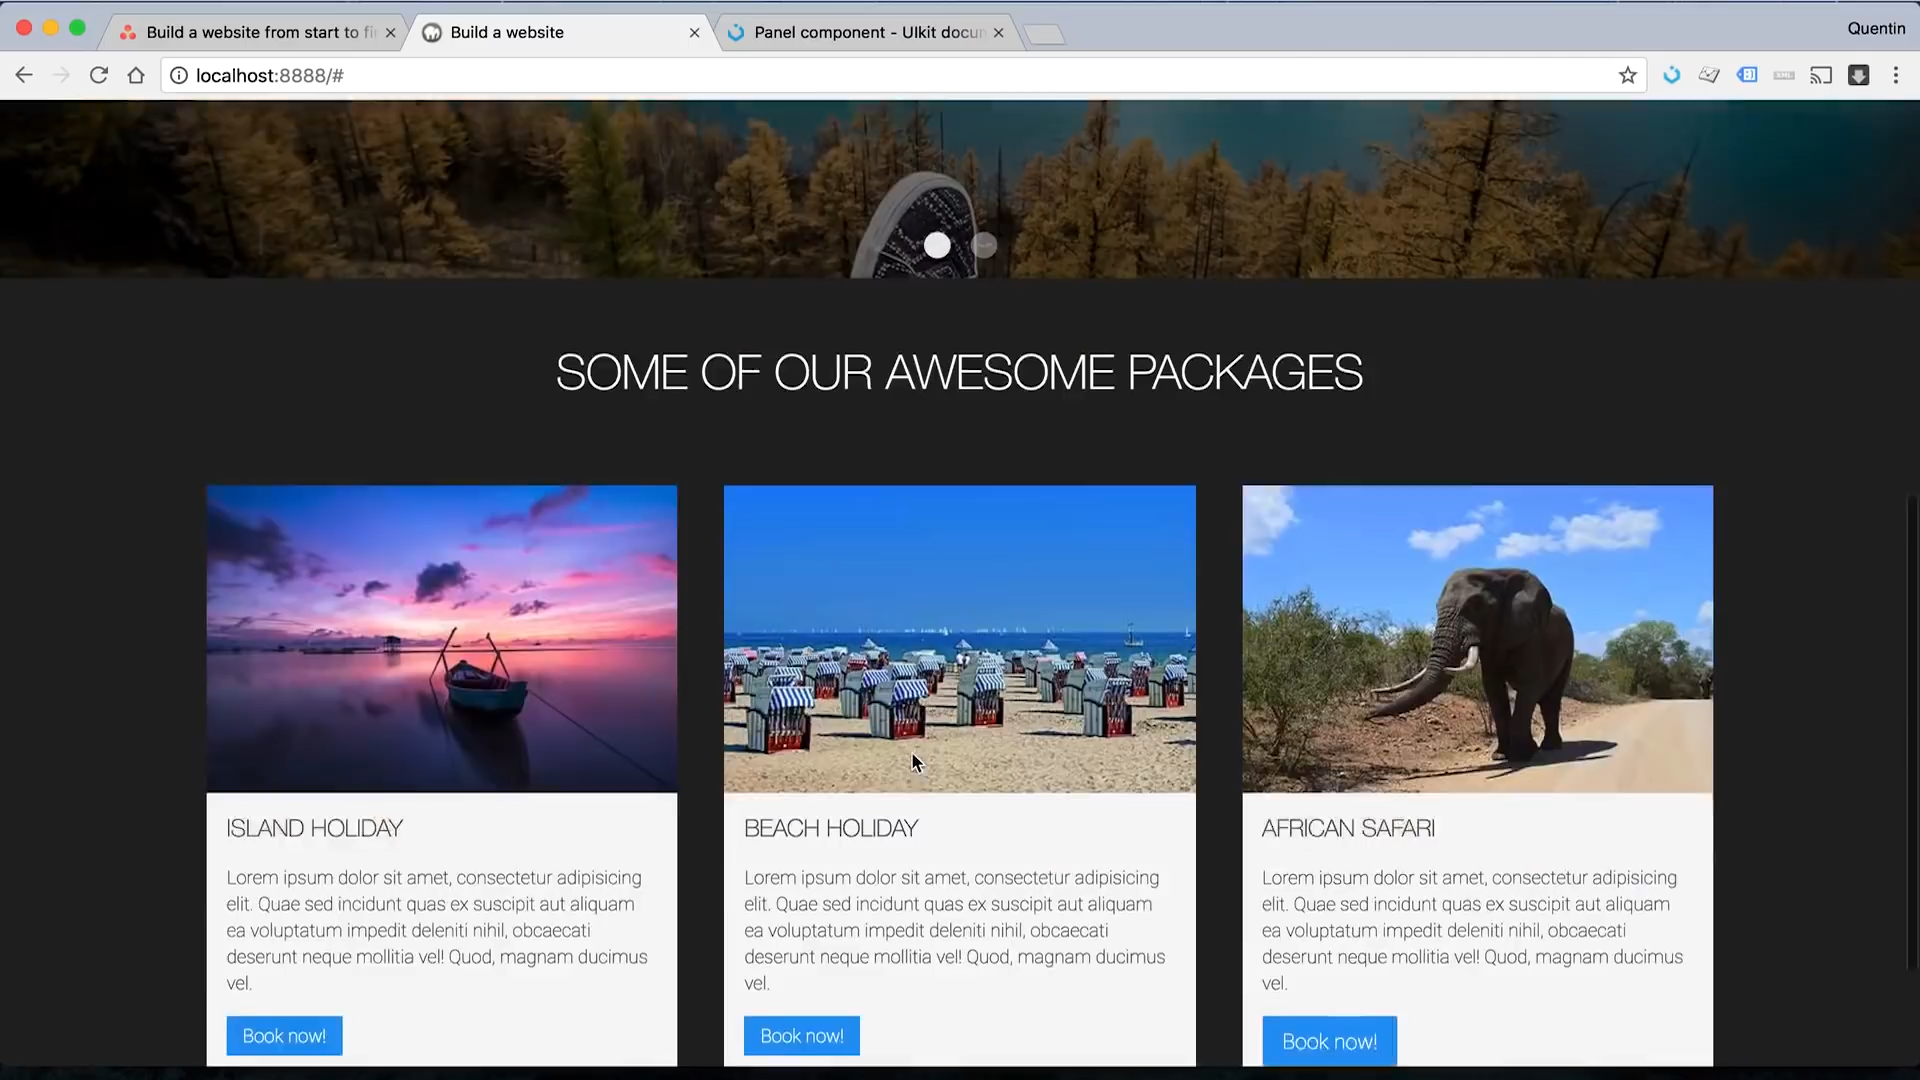 Build a website from start to fi
Build a website
Panel component - UIkit docun
Quentin
localhost:8888/#
SOME OF OUR AWESOME PACKAGES
ISLAND HOLIDAY
Lorem ipsum dolor sit amet, consectetur adipisicing
elit. Quae sed incidunt quas ex suscipit aut aliquam
ea voluptatum impedit deleniti nihil, obcaecati
deserunt neque mollitia vel! Quod, magnam ducimus
vel.
Book now!
BEACH HOLIDAY
Lorem ipsum dolor sit amet, consectetur adipisicing
elit. Quae sed incidunt quas ex suscipit aut aliquam
ea voluptatum impedit deleniti nihil, obcaecati
deserunt neque mollitia vel! Quod, magnam ducimus
vel.
Book now!
AFRICAN SAFARI
Lorem ipsum dolor sit amet, consectetur adipisicing
elit. Quae sed incidunt quas ex suscipit aut aliquam
ea voluptatum impedit deleniti nihil, obcaecati
deserunt neque mollitia vel! Quod, magnam ducimus
vel.
Book now!